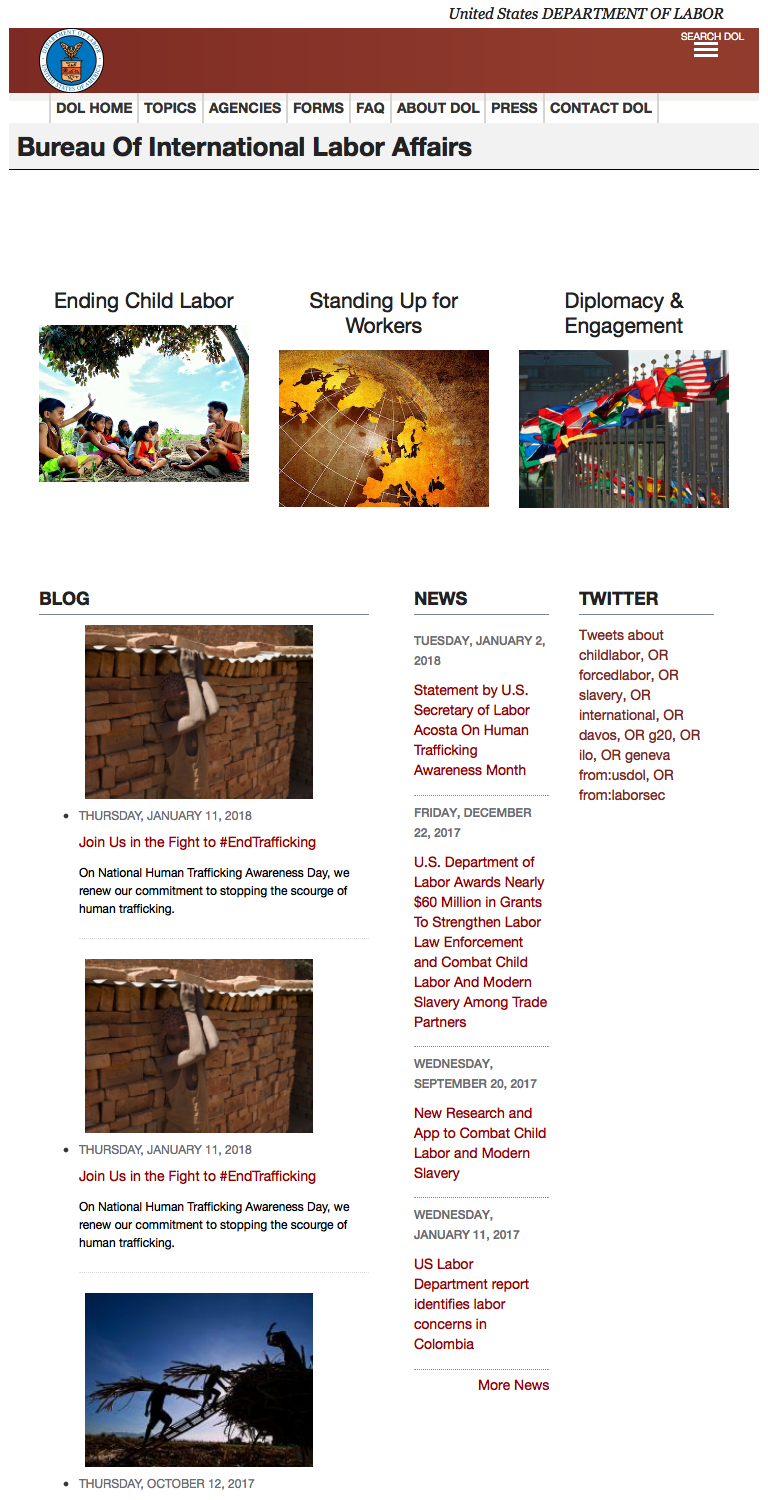 United States DEPARTMENT OF LABOR
SEARCH DOL
DOL HOME TOPICS AGENCIES FORMS FAQ ABOUT DOL PRESS CONTACT DOL
Bureau Of International Labor Affairs
Ending Child Labor
Standing Up for
Workers
Diplomacy &
Engagement
BLOG
THURSDAY, JANUARY 11, 2018
Join Us in the Fight to #EndTrafficking
On National Human Trafficking Awareness Day, we
renew our commitment to stopping the scourge of
human trafficking.
THURSDAY, JANUARY 11, 2018
Join Us in the Fight to #EndTrafficking
On National Human Trafficking Awareness Day, we
renew our commitment to stopping the scourge of
human trafficking.
THURSDAY, OCTOBER 12, 2017
NEWS
TUESDAY, JANUARY 2,
2018
Statement by U.S.
Secretary of Labor
Acosta On Human
Trafficking
Awareness Month
FRIDAY, DECEMBER
22, 2017
U.S. Department of
Labor Awards Nearly
$60 Million in Grants
To Strengthen Labor
Law Enforcement
and Combat Child
Labor And Modern
Slavery Among Trade
Partners
WEDNESDAY,
SEPTEMBER 20, 2017
New Research and
App to Combat Child
Labor and Modern
Slavery
WEDNESDAY,
JANUARY 11, 2017
US Labor
Department report
identifies labor
concerns in
Colombia
More News
TWITTER
Tweets about
childlabor, OR
forcedlabor, OR
slavery, OR
international, OR
davos, OR g20, OR
ilo, OR geneva
from:usdol, OR
from:laborsec
DEPARTMENT OF LABOR
UNITED STATES OF AMERICA